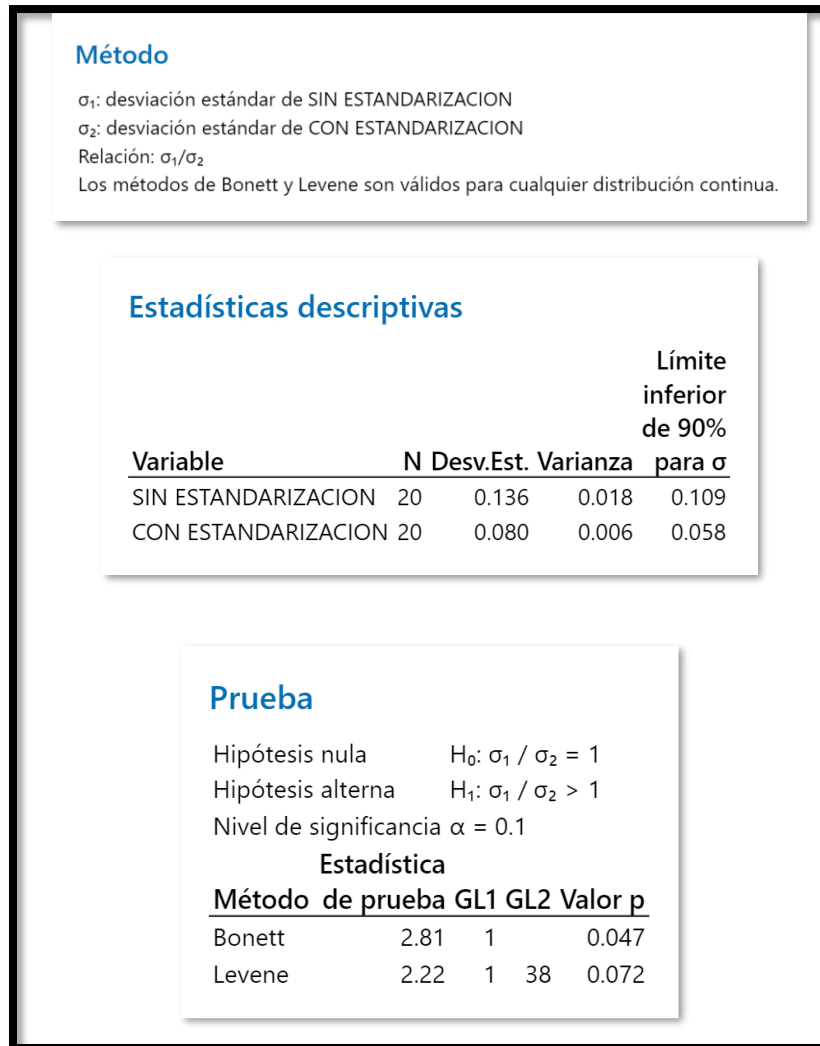 Método
σ₁: desviación estándar de SIN ESTANDARIZACION
σ₂: desviación estándar de CON ESTANDARIZACION
Relación: σ₁/σ₂
Los métodos de Bonett y Levene son válidos para cualquier distribución continua.
Estadísticas descriptivas
Límite
inferior
de 90%
Variable N Desv.Est. Varianza para σ
SIN ESTANDARIZACION 20 0.136 0.018 0.109
CON ESTANDARIZACION 20 0.080 0.006 0.058
Prueba
Hipótesis nula H₀: σ₁ / σ₂ = 1
Hipótesis alterna H₁: σ₁ / σ₂ > 1
Nivel de significancia α = 0.1
Estadística
Método de prueba GL1 GL2 Valor p
Bonett 2.81 1 0.047
Levene 2.22 1 38 0.072